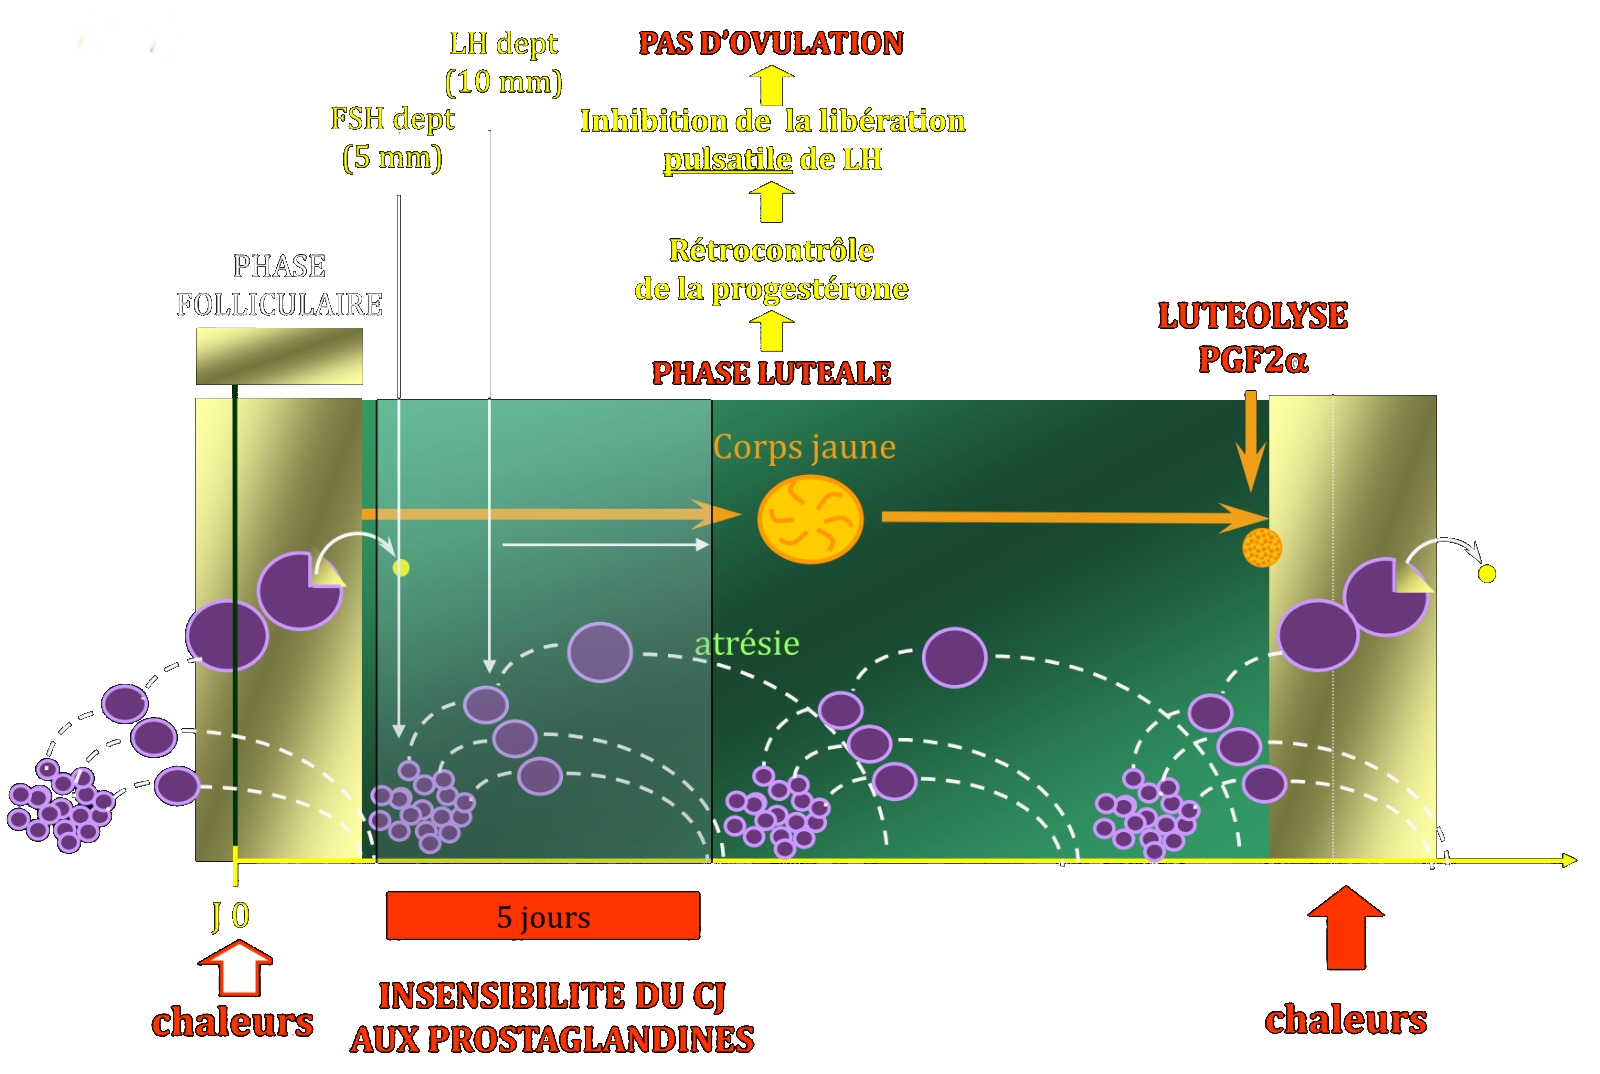 LH dept
(10 mm)
FSH dept
(5 mm)
PAS D'OVULATION
Inhibition de la libération
pulsatile de LH
Rétrocontrôle
de la progestérone
PHASE LUTEALE
PHASE
FOLLICULAIRE
LUTEOLYSE
PGF2α
Corps jaune
atrésie
J 0
5 jours
chaleurs
INSENSIBILITE DU CJ
AUX PROSTAGLANDINES
chaleurs